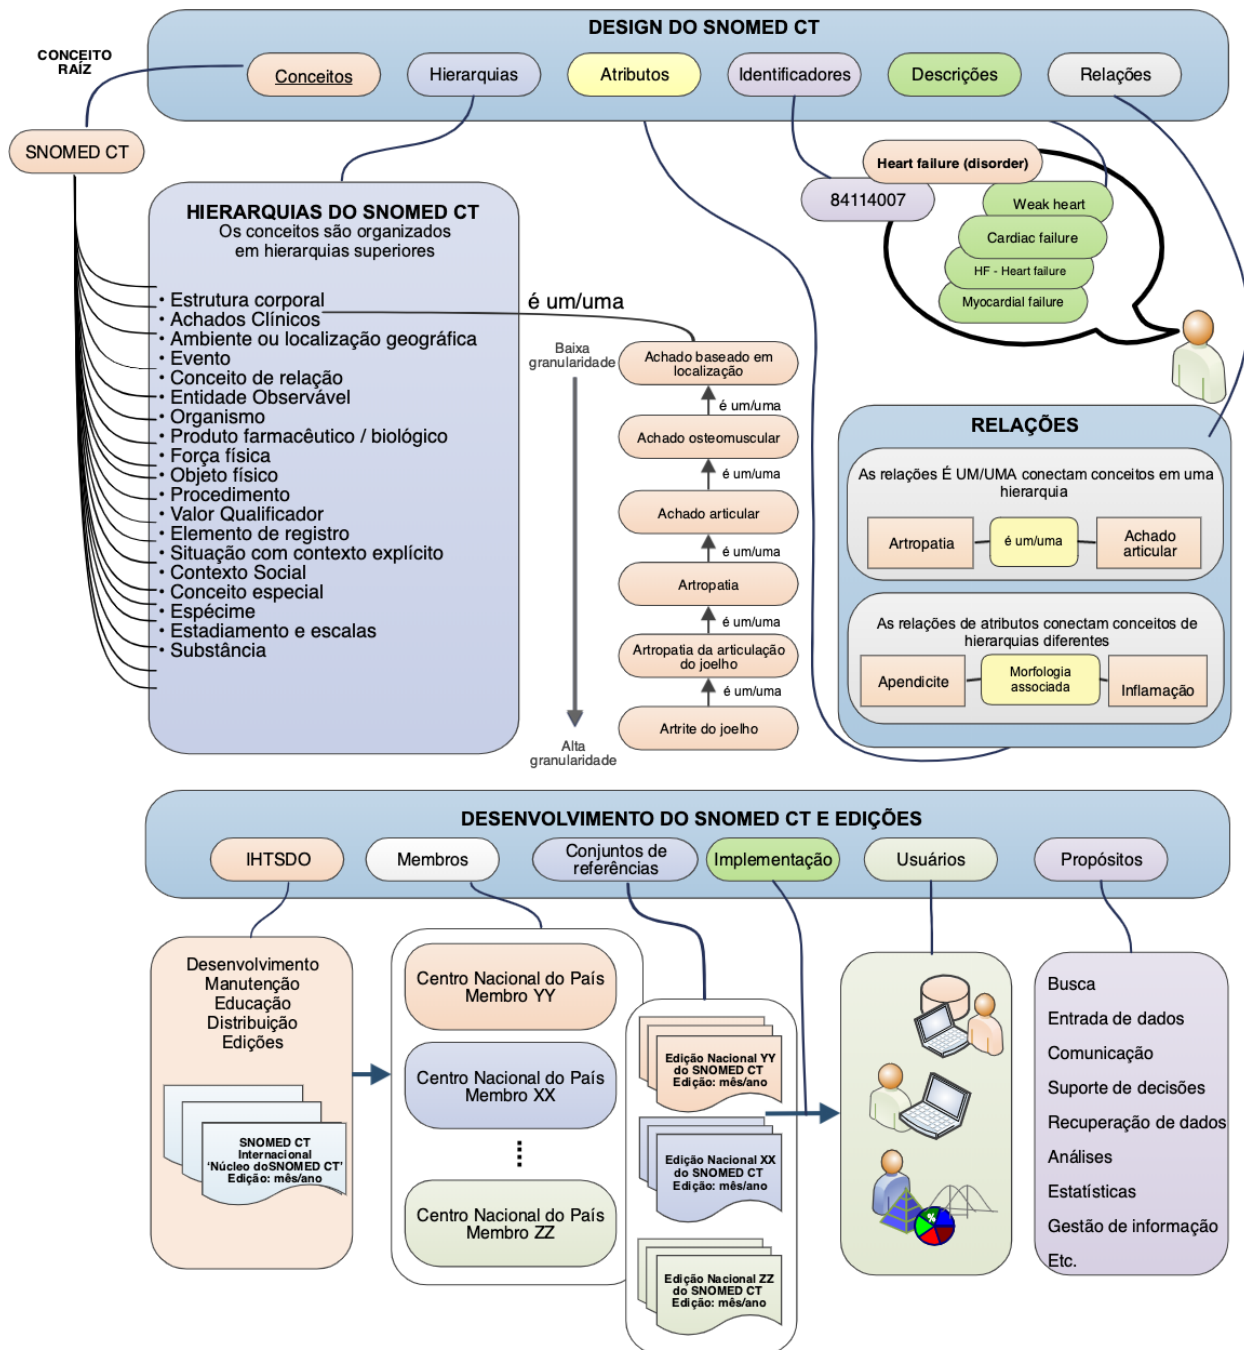 DESIGN DO SNOMED CT
CONCEITO
RAÍZ
Conceitos
Hierarquias
Atributos
Identificadores
Descrições
Relações
SNOMED CT
Heart failure (disorder)
84114007
Weak heart
Cardiac failure
HF - Heart failure
Myocardial failure
HIERARQUIAS DO SNOMED CT
Os conceitos são organizados
em hierarquias superiores
• Estrutura corporal
• Achados Clínicos
• Ambiente ou localização geográfica
• Evento
• Conceito de relação
• Entidade Observável
• Organismo
• Produto farmacêutico / biológico
• Força física
• Objeto físico
• Procedimento
• Valor Qualificador
• Elemento de registro
• Situação com contexto explícito
• Contexto Social
• Conceito especial
• Espécime
• Estadiamento e escalas
• Substância
é um/uma
Baixa
granularidade
Alta
granularidade
Achado baseado em
localização
é um/uma
Achado osteomuscular
é um/uma
Achado articular
é um/uma
Artropatia
é um/uma
Artropatia da articulação
do joelho
é um/uma
Artrite do joelho
RELAÇÕES
As relações É UM/UMA conectam conceitos em uma
hierarquia
Artropatia
é um/uma
Achado
articular
As relações de atributos conectam conceitos de
hierarquias diferentes
Apendicite
Morfologia
associada
Inflamação
DESENVOLVIMENTO DO SNOMED CT E EDIÇÕES
IHTSDO
Membros
Conjuntos de
referências
Implementação
Usuários
Propósitos
Desenvolvimento
Manutenção
Educação
Distribuição
Edições
SNOMED CT
Internacional
'Núcleo doSNOMED CT'
Edição: mês/ano
Centro Nacional do País
Membro YY
Centro Nacional do País
Membro XX
Centro Nacional do País
Membro ZZ
Edição Nacional YY
do SNOMED CT
Edição: mês/ano
Edição Nacional XX
do SNOMED CT
Edição: mês/ano
Edição Nacional ZZ
do SNOMED CT
Edição: mês/ano
%
Busca
Entrada de dados
Comunicação
Suporte de decisões
Recuperação de dados
Análises
Estatísticas
Gestão de informação
Etc.